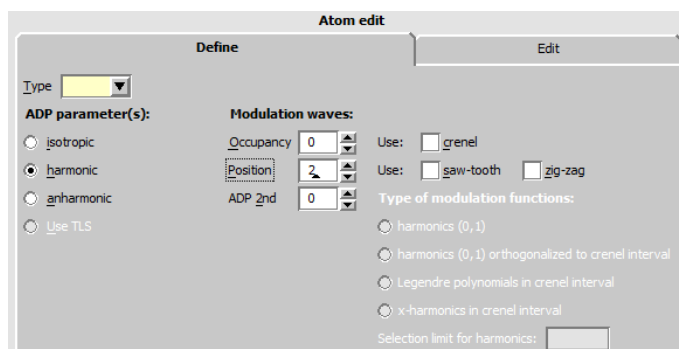 Atom edit
Define Edit
Type
ADP parameter(s): Modulation waves:
isotropic Occupancy 0 Use: crenel
harmonic Position 2 Use: saw-tooth zig-zag
anharmonic ADP 2nd 0 Type of modulation functions:
Use TLS harmonics (0,1)
harmonics (0,1) orthogonalized to crenel interval
Legendre polynomials in crenel interval
x-harmonics in crenel interval
Selection limit for harmonics: